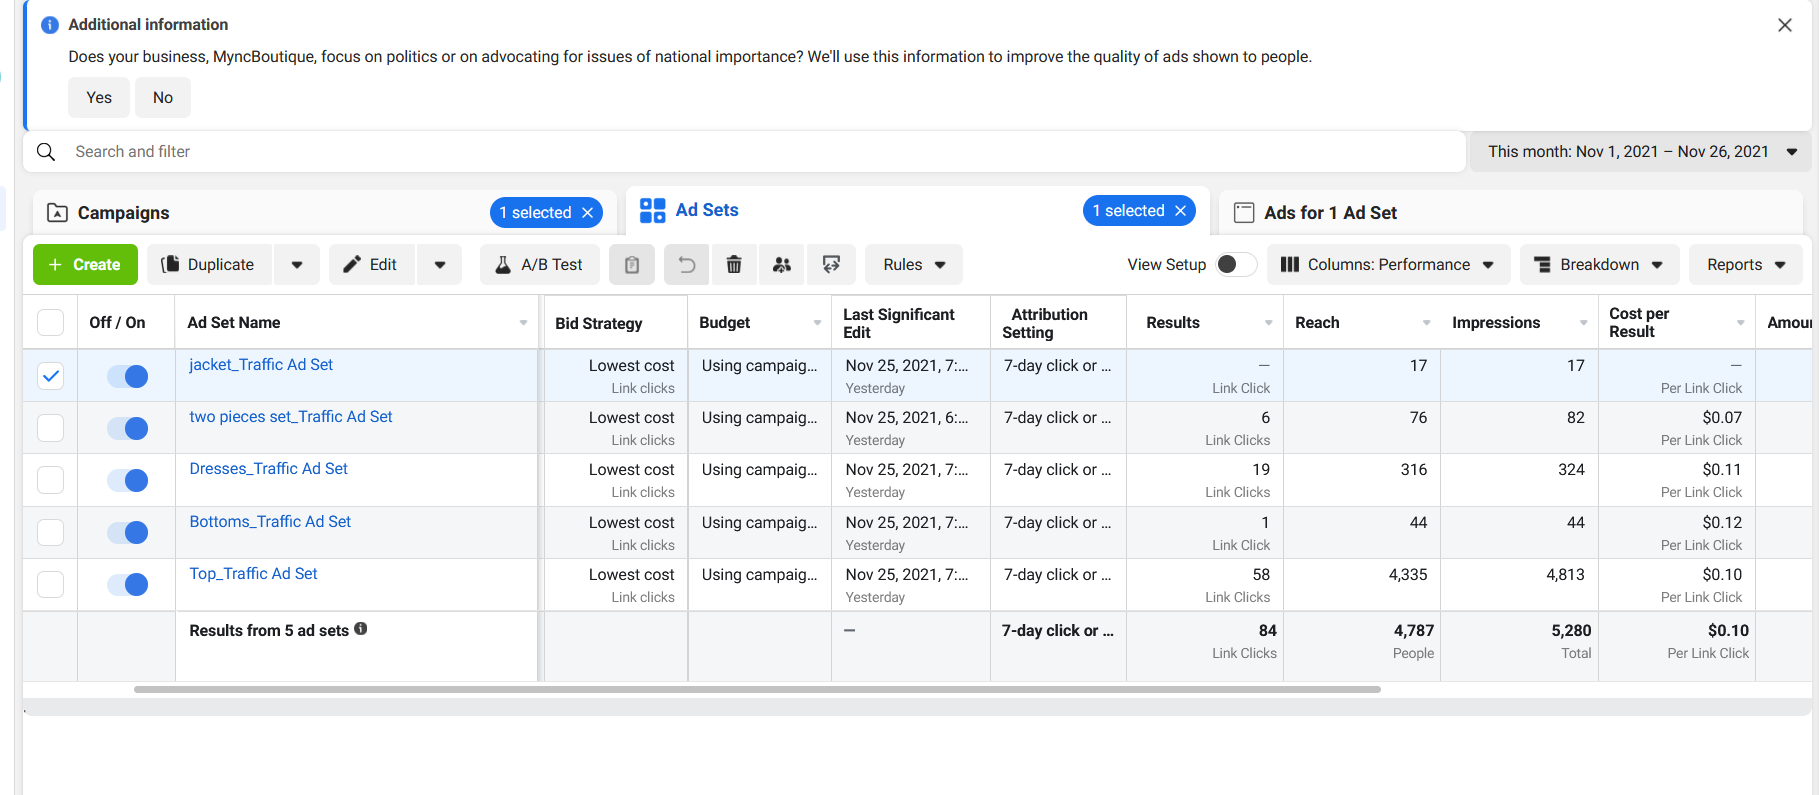 Additional information
Does your business, MyncBoutique, focus on politics or on advocating for issues of national importance? We'll use this information to improve the quality of ads shown to people.
Yes No
Search and filter This month: Nov 1, 2021 – Nov 26, 2021
Campaigns 1 selected × Ad Sets 1 selected × Ads for 1 Ad Set
+ Create Duplicate Edit A/B Test Rules View Setup Columns: Performance Breakdown Reports
Off / On Ad Set Name Bid Strategy Budget Last Significant Edit Attribution Setting Results Reach Impressions Cost per Result Amou
jacket_Traffic Ad Set Lowest cost Using campaig... Nov 25, 2021, 7:... 7-day click or ... — 17 17 —
Link clicks Yesterday Link Click Per Link Click
two pieces set_Traffic Ad Set Lowest cost Using campaig... Nov 25, 2021, 6:... 7-day click or ... 6 76 82 $0.07
Link clicks Yesterday Link Clicks Per Link Click
Dresses_Traffic Ad Set Lowest cost Using campaig... Nov 25, 2021, 7:... 7-day click or ... 19 316 324 $0.11
Link clicks Yesterday Link Clicks Per Link Click
Bottoms_Traffic Ad Set Lowest cost Using campaig... Nov 25, 2021, 7:... 7-day click or ... 1 44 44 $0.12
Link clicks Yesterday Link Click Per Link Click
Top_Traffic Ad Set Lowest cost Using campaig... Nov 25, 2021, 7:... 7-day click or ... 58 4,335 4,813 $0.10
Link clicks Yesterday Link Clicks Per Link Click
Results from 5 ad sets — 7-day click or ... 84 4,787 5,280 $0.10
Link Clicks People Total Per Link Click